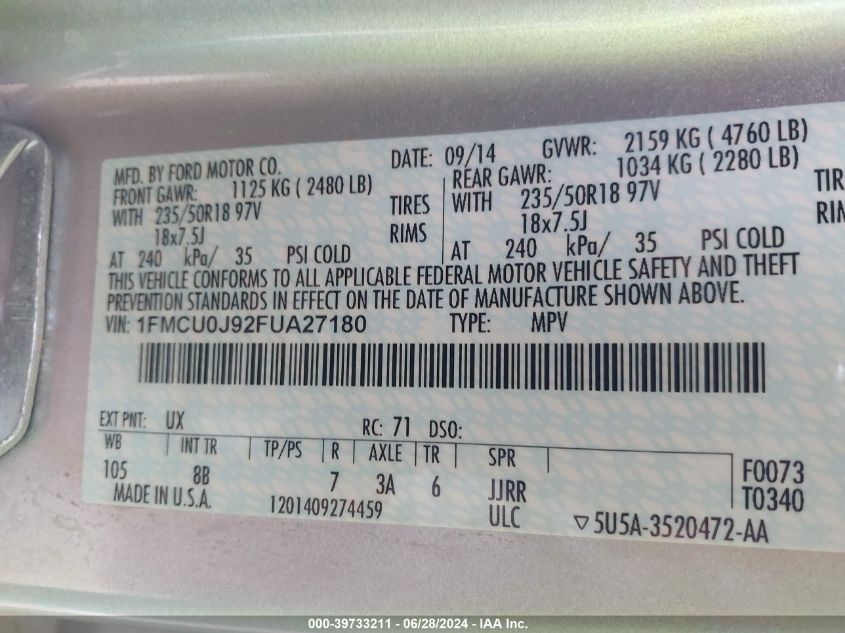 MFD. BY FORD MOTOR CO. DATE: 09/14 GVWR: 2159 KG ( 4760 LB)
FRONT GAWR: 1125 KG ( 2480 LB) REAR GAWR: 1034 KG ( 2280 LB)
WITH 235/50R18 97V TIRES WITH 235/50R18 97V TIR
18x7.5J RIMS 18x7.5J RIM
AT 240 kPa/ 35 PSI COLD AT 240 kPa/ 35 PSI COLD
THIS VEHICLE CONFORMS TO ALL APPLICABLE FEDERAL MOTOR VEHICLE SAFETY AND THEFT
PREVENTION STANDARDS IN EFFECT ON THE DATE OF MANUFACTURE SHOWN ABOVE.
VIN: 1FMCU0J92FUA27180 TYPE: MPV
EXT PNT: UX RC: 71 DSO:
WB INT TR TP/PS R AXLE TR SPR
105 8B 7 3A 6 JJRR F0073
MADE IN U.S.A. 1201409274459 ULC T0340
▽5U5A-3520472-AA
000-39733211 - 06/28/2024 - IAA Inc.